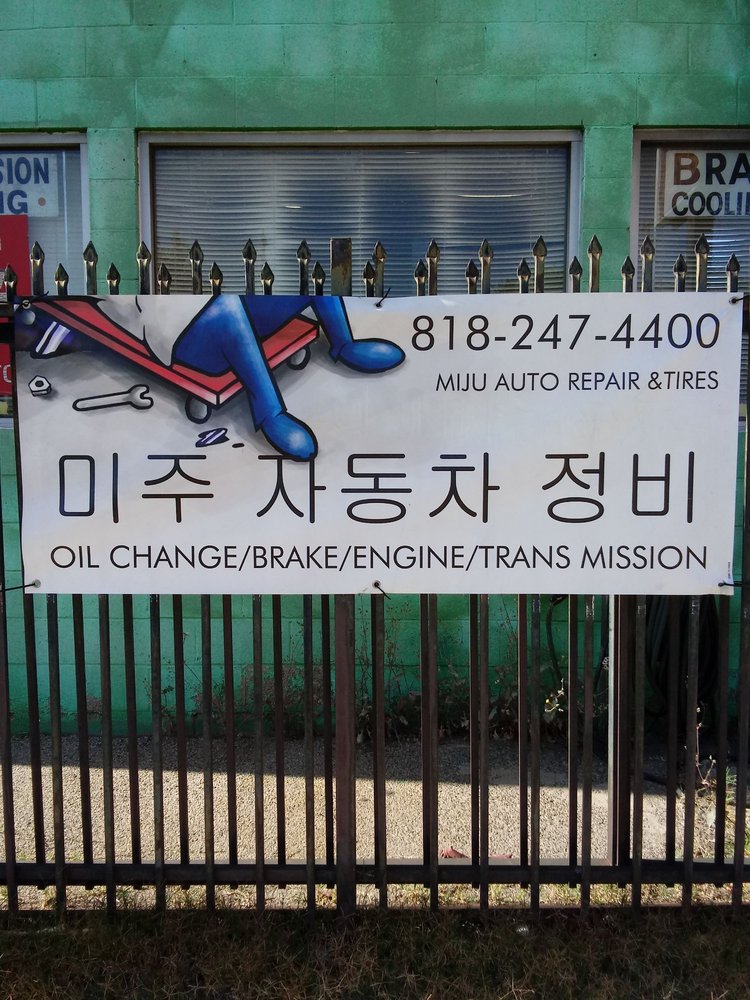 818-247-4400
MIJU AUTO REPAIR &TIRES
미주 자동차 정비
OIL CHANGE/BRAKE/ENGINE/TRANS MISSION